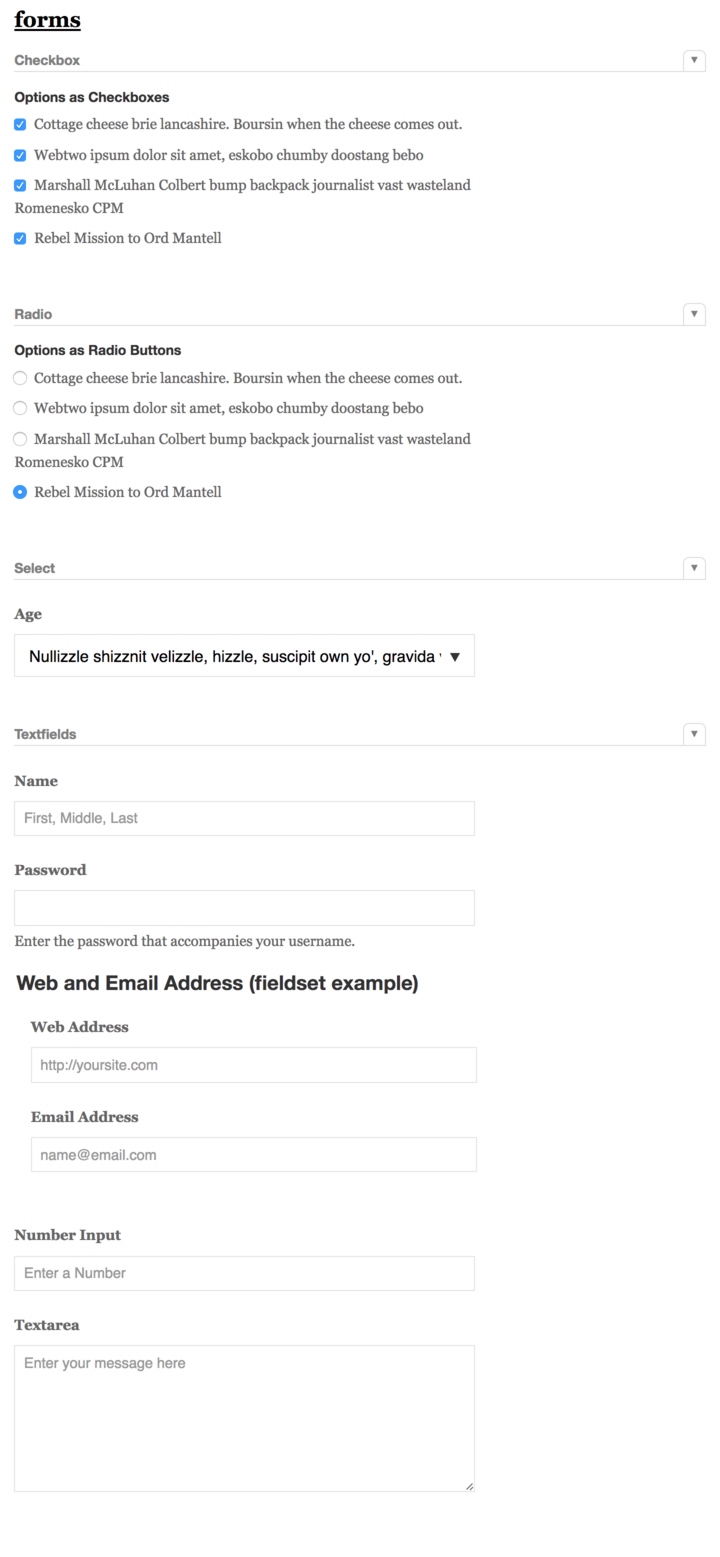 forms
Checkbox
Options as Checkboxes
Cottage cheese brie lancashire. Boursin when the cheese comes out.
Webtwo ipsum dolor sit amet, eskobo chumby doostang bebo
Marshall McLuhan Colbert bump backpack journalist vast wasteland
Romenesko CPM
Rebel Mission to Ord Mantell
Radio
Options as Radio Buttons
Cottage cheese brie lancashire. Boursin when the cheese comes out.
Webtwo ipsum dolor sit amet, eskobo chumby doostang bebo
Marshall McLuhan Colbert bump backpack journalist vast wasteland
Romenesko CPM
Rebel Mission to Ord Mantell
Select
Age
Nullizzle shizznit velizzle, hizzle, suscipit own yo', gravida
Textfields
Name
First, Middle, Last
Password
Enter the password that accompanies your username.
Web and Email Address (fieldset example)
Web Address
http://yoursite.com
Email Address
name@email.com
Number Input
Enter a Number
Textarea
Enter your message here